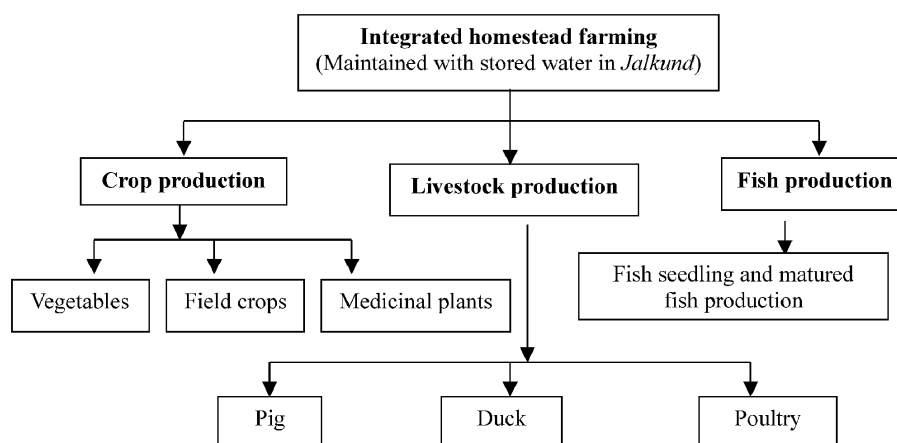 Integrated homestead farming
(Maintained with stored water in Jalkund)
Crop production
Livestock production
Fish production
Vegetables
Field crops
Medicinal plants
Fish seedling and matured
fish production
Pig
Duck
Poultry